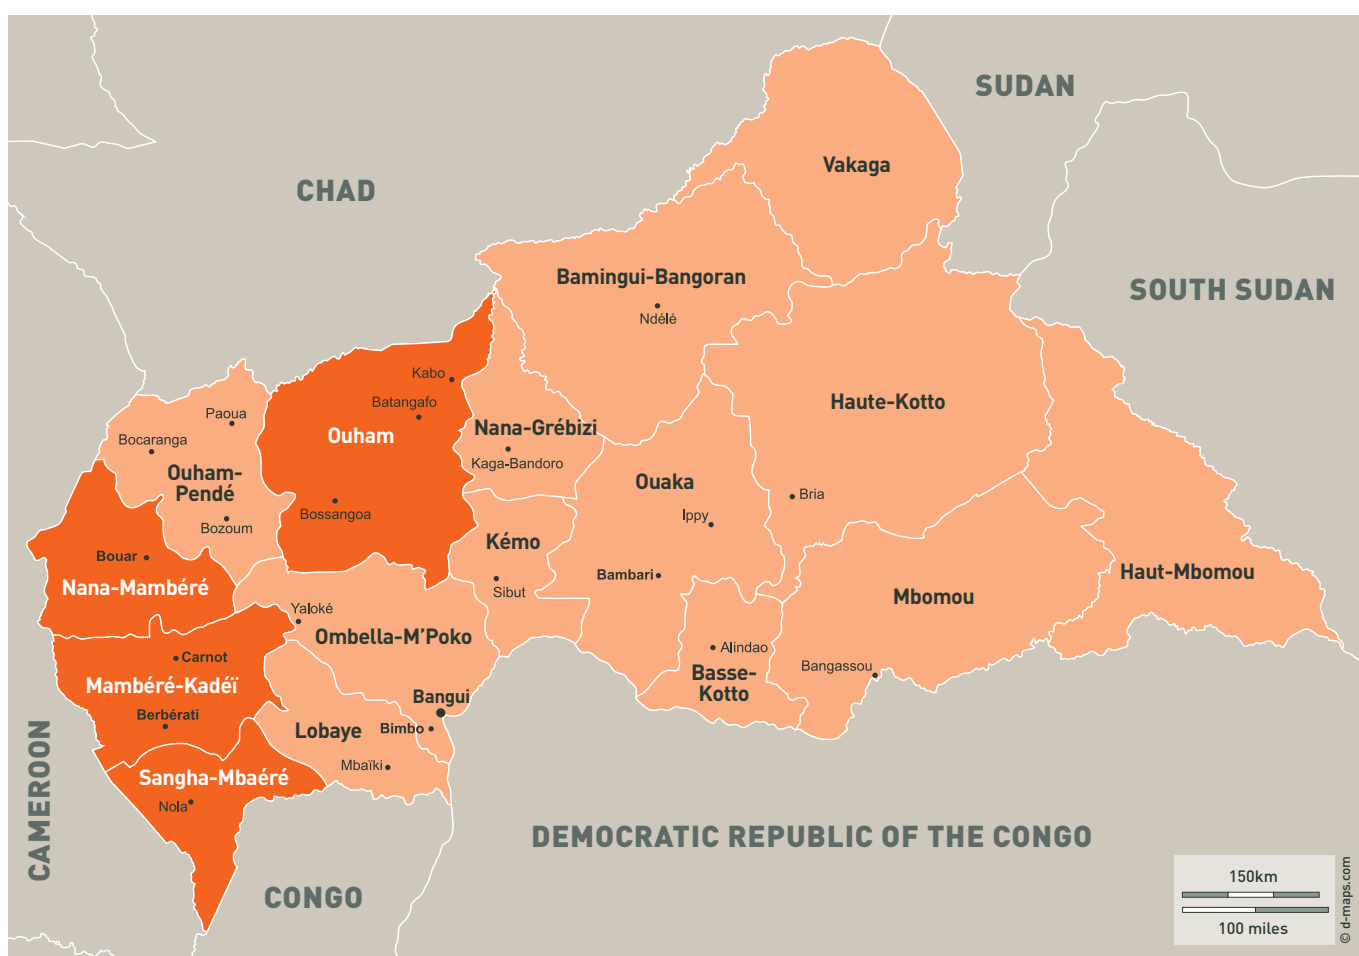 SUDAN
Vakaga
CHAD
Bamingui-Bangoran
SOUTH SUDAN
Ndélé
Kabo
Batangafo
Haute-Kotto
Paoua
Ouham
Nana-Grébizi
Bocaranga
Kaga-Bandoro
Ouham-
Pendé
Ouaka
Bria
Bossangoa
Ippy
Bozoum
Kémo
Bouar
Haut-Mbomou
Bambari
Nana-Mambéré
Sibut
Mbomou
Yaloké
Ombella-M'Poko
Alindao
Carnot
Bangassou
Basse-
Kotto
Mambéré-Kadéï
Bangui
Berbérati
Lobaye
Bimbo
Mbaïki
Sangha-Mbaéré
Nola
CAMEROON
DEMOCRATIC REPUBLIC OF THE CONGO
CONGO
150km
100 miles
© d-maps.com